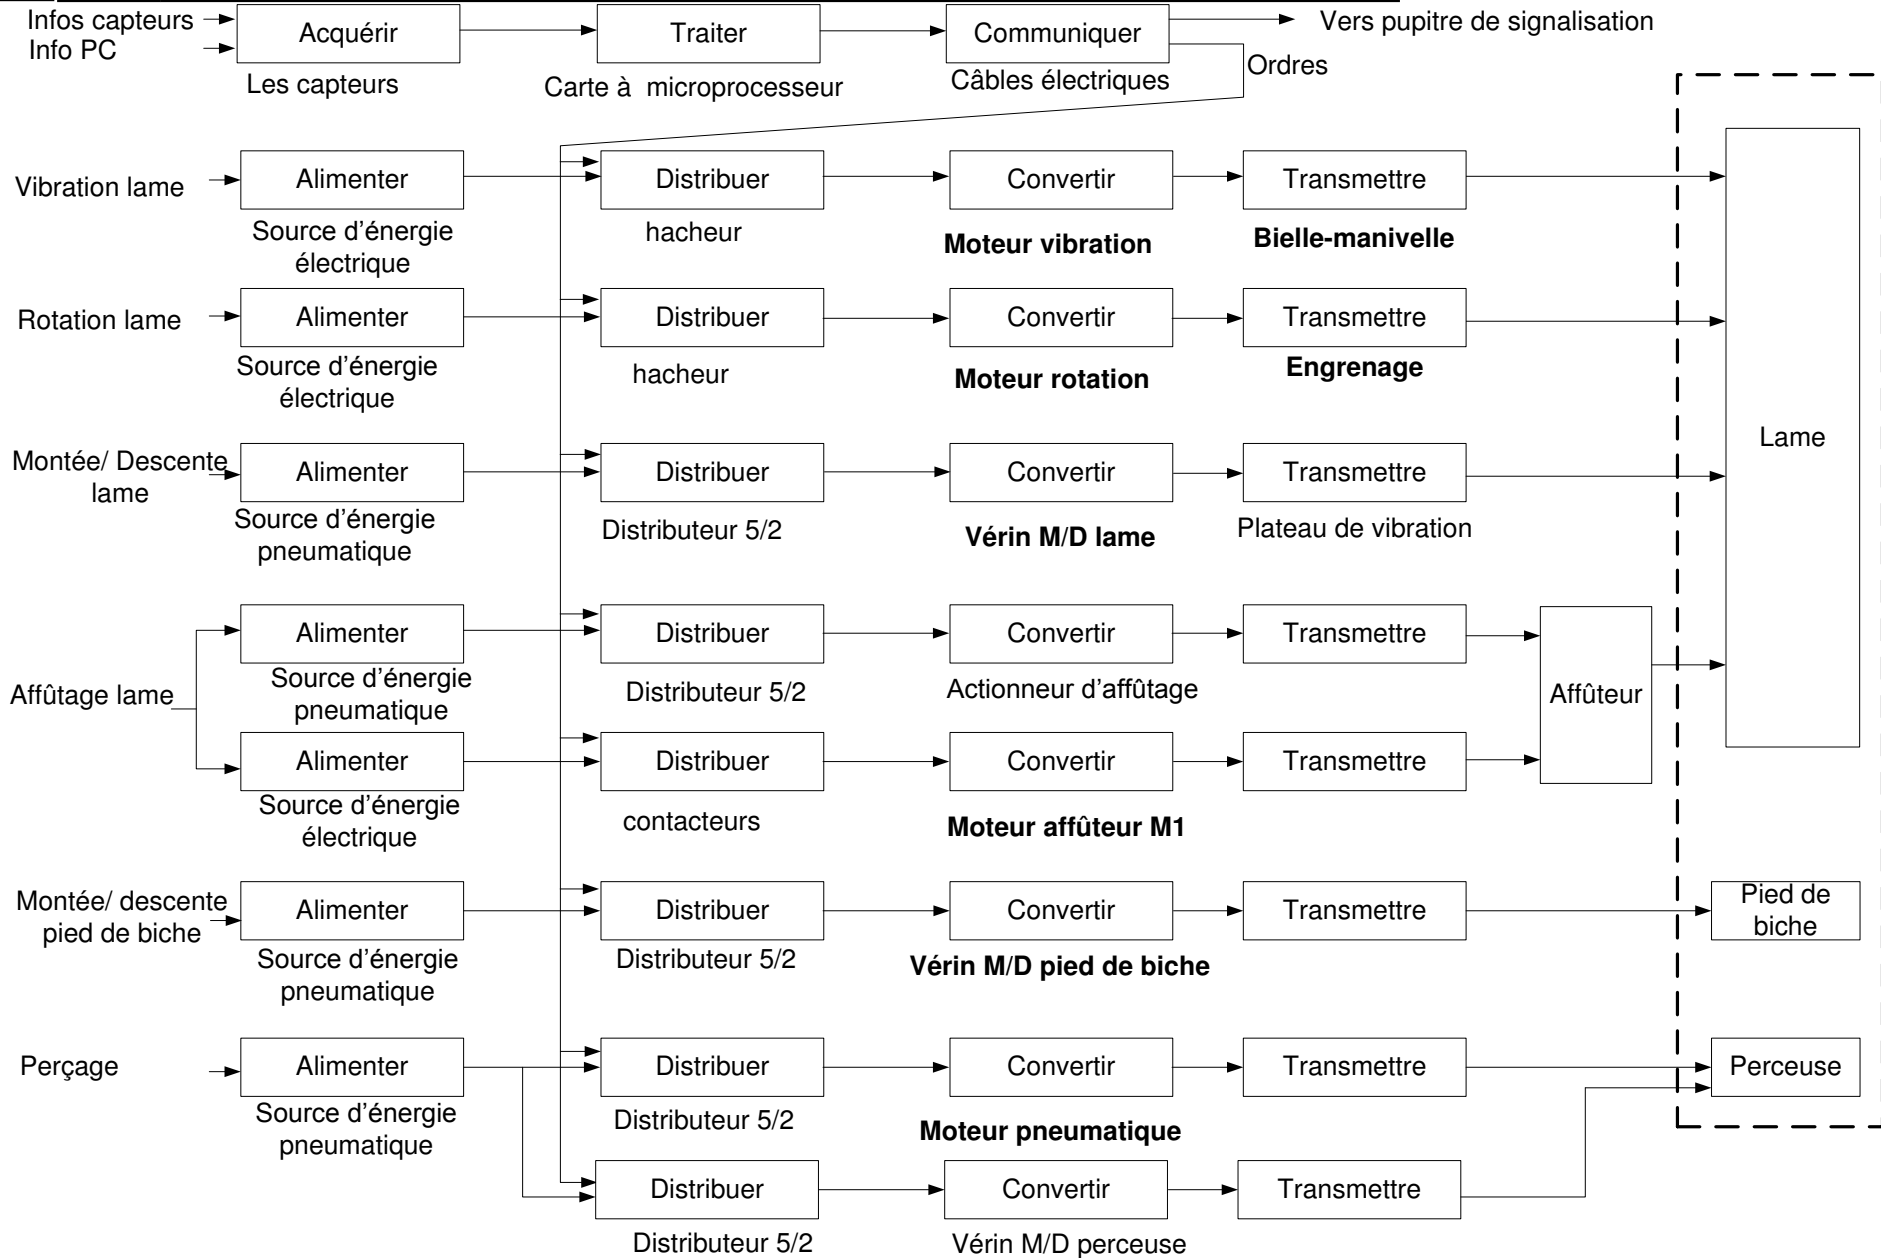 Infos capteurs
Info PC
Acquérir
Traiter
Communiquer
Vers pupitre de signalisation
Les capteurs
Carte à microprocesseur
Câbles électriques
Ordres
Vibration lame
Alimenter
Distribuer
Convertir
Transmettre
Source d'énergie
électrique
hacheur
Moteur vibration
Bielle-manivelle
Rotation lame
Alimenter
Distribuer
Convertir
Transmettre
Source d'énergie
électrique
hacheur
Moteur rotation
Engrenage
Lame
Montée/ Descente
lame
Alimenter
Distribuer
Convertir
Transmettre
Source d'énergie
pneumatique
Distributeur 5/2
Vérin M/D lame
Plateau de vibration
Affûtage lame
Alimenter
Distribuer
Convertir
Transmettre
Source d'énergie
pneumatique
Distributeur 5/2
Actionneur d'affûtage
Affûteur
Alimenter
Distribuer
Convertir
Transmettre
Source d'énergie
électrique
contacteurs
Moteur affûteur M1
Montée/ descente
pied de biche
Alimenter
Distribuer
Convertir
Transmettre
Pied de
biche
Source d'énergie
pneumatique
Distributeur 5/2
Vérin M/D pied de biche
Perçage
Alimenter
Distribuer
Convertir
Transmettre
Perceuse
Source d'énergie
pneumatique
Distributeur 5/2
Moteur pneumatique
Distribuer
Convertir
Transmettre
Distributeur 5/2
Vérin M/D perceuse